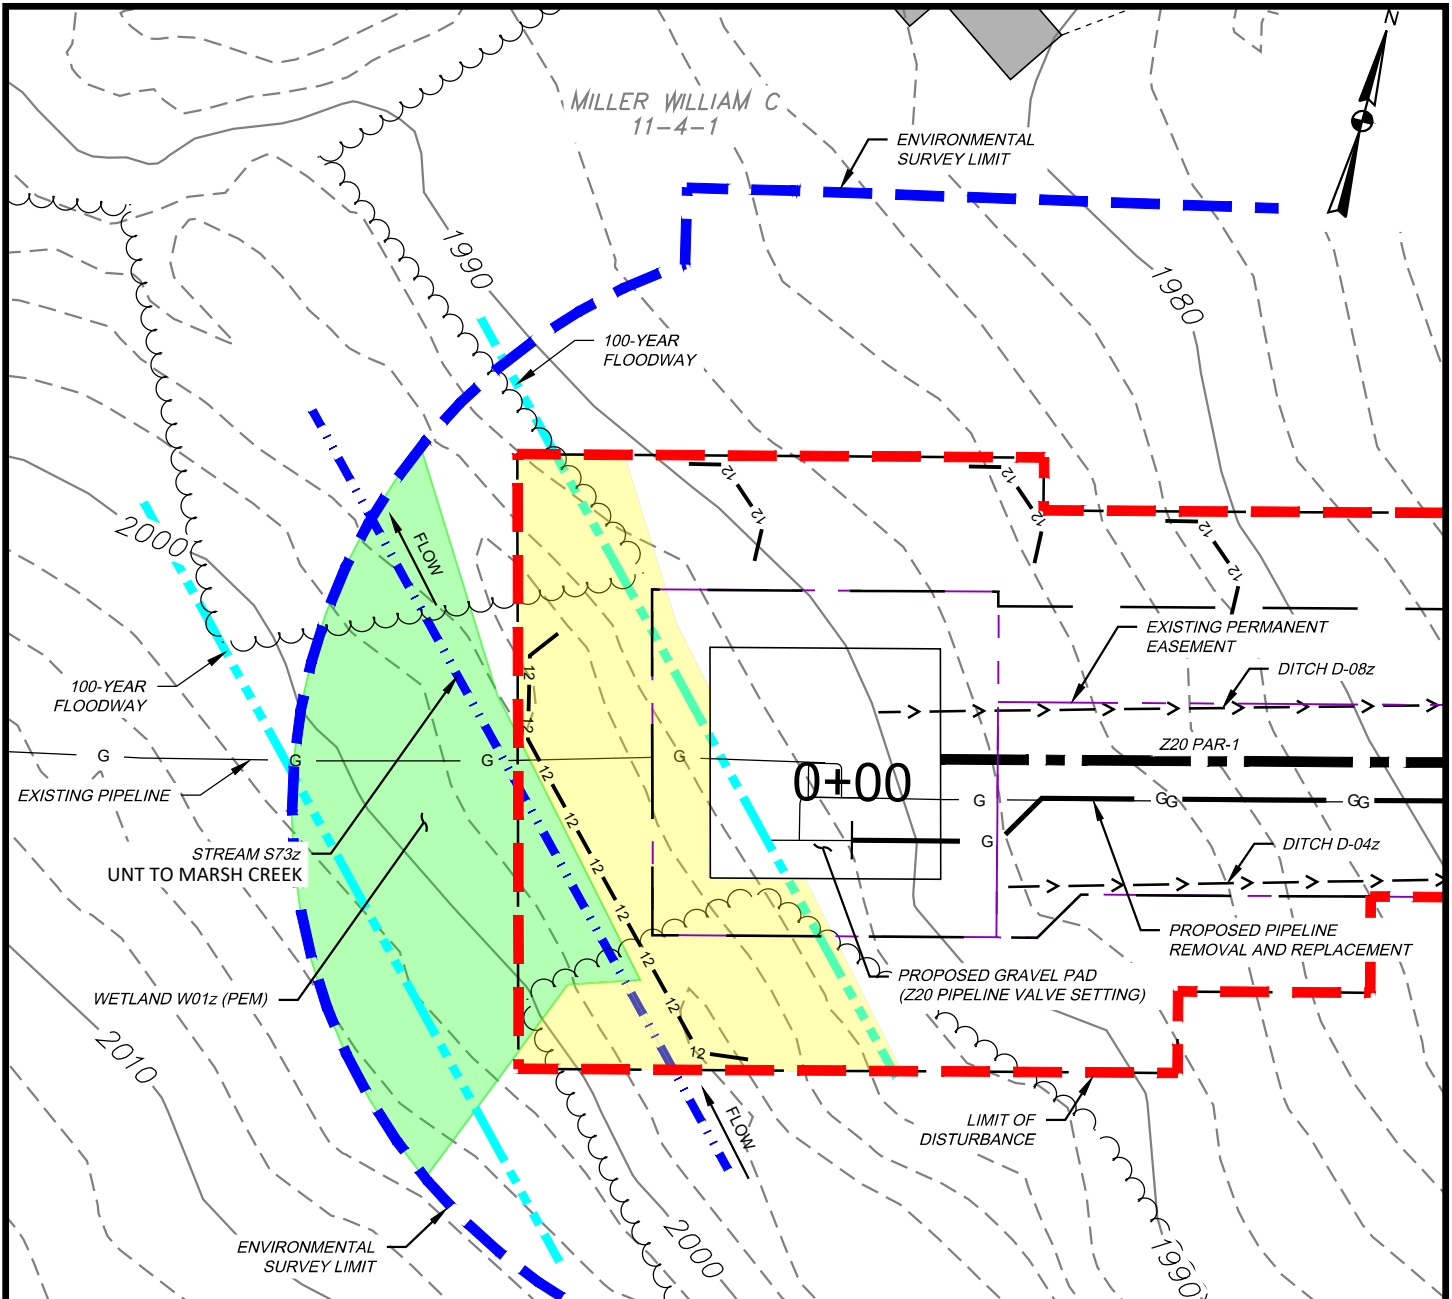 N
MILLER WILLIAM C
11-4-1
ENVIRONMENTAL
SURVEY LIMIT
1990
1980
100-YEAR
FLOODWAY
12
12
12
12
12
12
2000
FLOW
EXISTING PERMANENT
EASEMENT
DITCH D-08z
100-YEAR
FLOODWAY
12
12
G
G
G
G
Z20 PAR-1
EXISTING PIPELINE
12
0+00
G
GG
GG
12
G
DITCH D-04z
STREAM S73z
UNT TO MARSH CREEK
12
12
PROPOSED PIPELINE
REMOVAL AND REPLACEMENT
12
PROPOSED GRAVEL PAD
(Z20 PIPELINE VALVE SETTING)
WETLAND W01z (PEM)
12
2010
12
FLOW
LIMIT OF
DISTURBANCE
ENVIRONMENTAL
SURVEY LIMIT
2000
1990